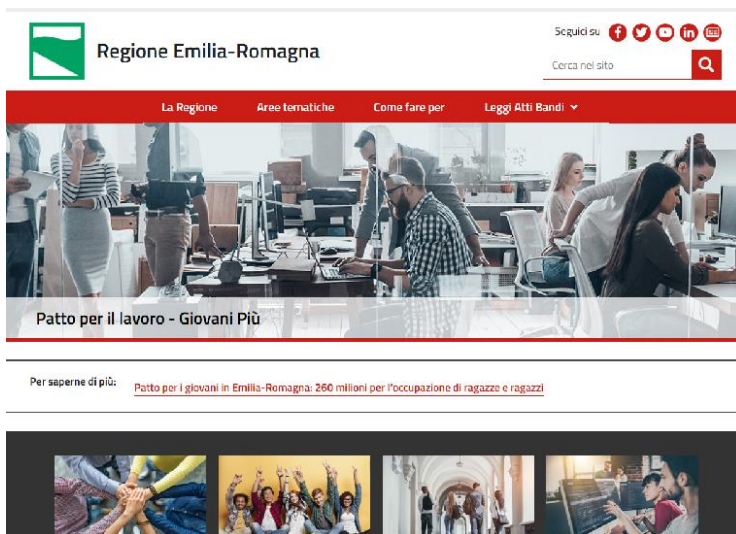 Regione Emilia-Romagna
Seguici su
Cerca nel sito
La Regione Aree tematiche Come fare per Leggi Atti Bandi
Patto per il lavoro - Giovani Più
Per saperne di più: Patto per i giovani in Emilia-Romagna: 260 milioni per l'occupazione di ragazze e ragazzi